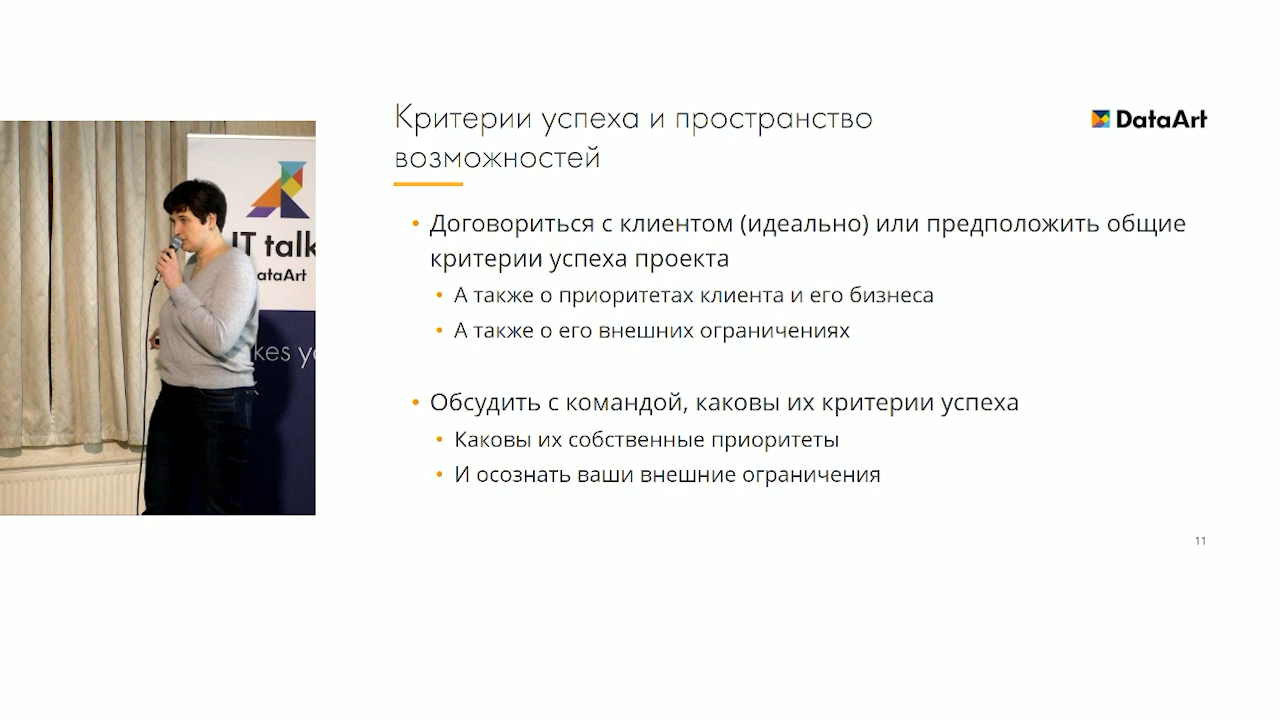 Критерии успеха и пространство
возможностей
DataArt
• Договориться с клиентом (идеально) или предположить общие
критерии успеха проекта
• А также о приоритетах клиента и его бизнеса
• А также о его внешних ограничениях
• Обсудить с командой, каковы их критерии успеха
• Каковы их собственные приоритеты
• И осознать ваши внешние ограничения
11
IT talk
ataArt
kes yo